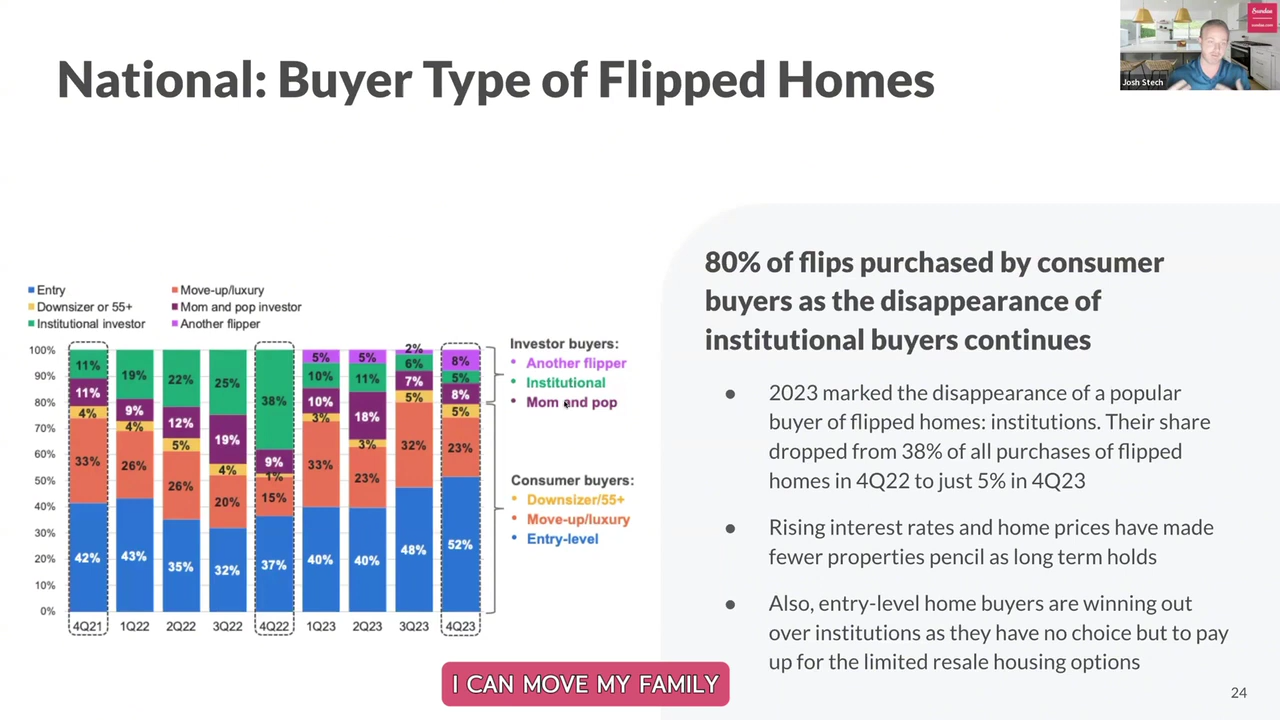 National: Buyer Type of Flipped Homes
Sundae
sundae.com
Josh Stech
Entry
Move-up/luxury
Downsizer or 55+
Mom and pop investor
Institutional investor
Another flipper
100%
90%
80%
70%
60%
50%
40%
30%
20%
10%
0%
11%
11%
4%
33%
42%
4Q21
19%
9%
4%
26%
43%
1Q22
22%
12%
5%
26%
35%
2Q22
25%
19%
4%
20%
32%
3Q22
38%
9%
1%
15%
37%
4Q22
5%
10%
10%
3%
33%
40%
1Q23
5%
11%
18%
3%
23%
40%
2Q23
2%
6%
7%
5%
32%
48%
3Q23
8%
5%
8%
5%
23%
52%
4Q23
Investor buyers:
• Another flipper
• Institutional
• Mom and pop
Consumer buyers:
• Downsizer/55+
• Move-up/luxury
• Entry-level
80% of flips purchased by consumer
buyers as the disappearance of
institutional buyers continues
● 2023 marked the disappearance of a popular
buyer of flipped homes: institutions. Their share
dropped from 38% of all purchases of flipped
homes in 4Q22 to just 5% in 4Q23
● Rising interest rates and home prices have made
fewer properties pencil as long term holds
● Also, entry-level home buyers are winning out
over institutions as they have no choice but to pay
up for the limited resale housing options
I CAN MOVE MY FAMILY
24